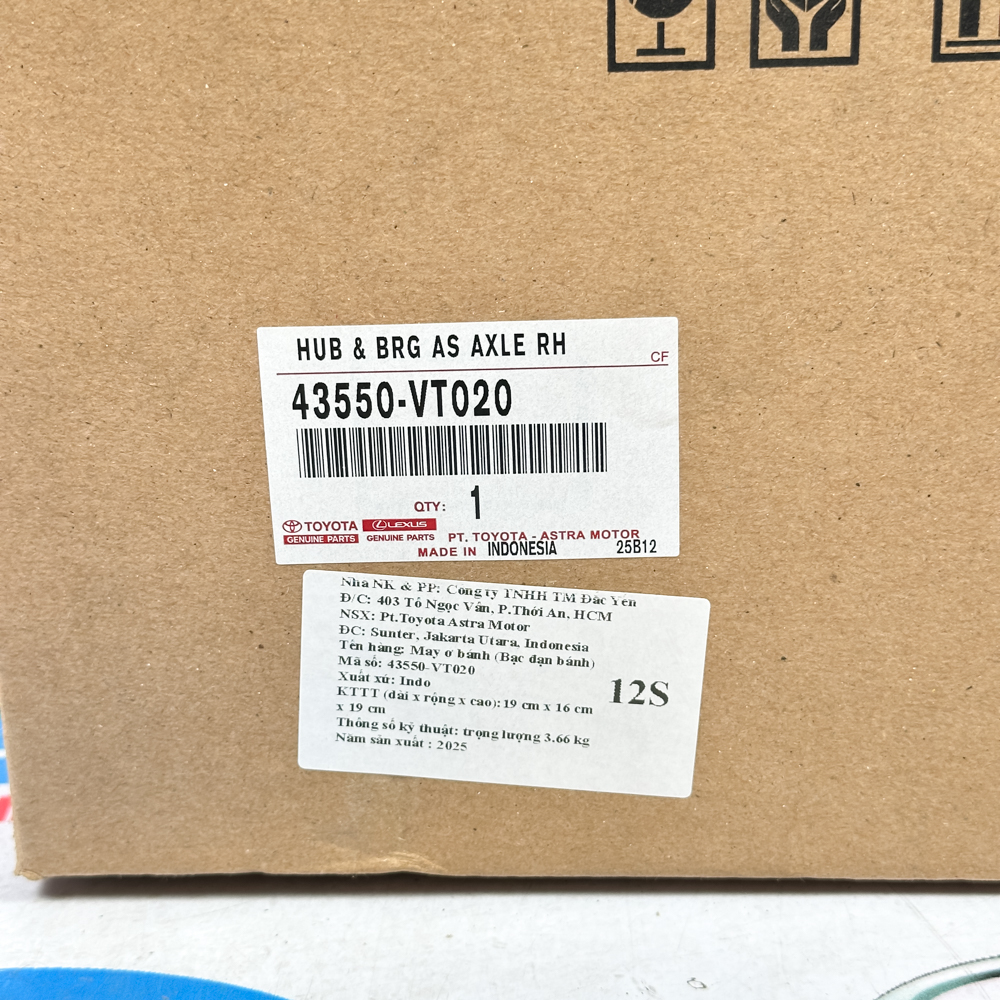 HUB & BRG AS AXLE RH
CF
43550-VT020
QTY: 1
TOYOTA LEXUS
GENUINE PARTS GENUINE PARTS PT. TOYOTA - ASTRA MOTOR
MADE IN INDONESIA 25B12
Nhà NK & PP: Công ty TNHH TM Đắc Yến
Đ/C: 403 Tô Ngọc Vân, P.Thới An, HCM
NSX: Pt.Toyota Astra Motor
ĐC: Sunter, Jakarta Utara, Indonesia
Tên hàng: May ơ bánh (Bạc đạn bánh)
Mã số: 43550-VT020
Xuất xứ: Indo
KTTT (dài x rộng x cao): 19 cm x 16 cm
x 19 cm
Thông số kỹ thuật: trọng lượng 3.66 kg
Năm sản xuất : 2025
12S